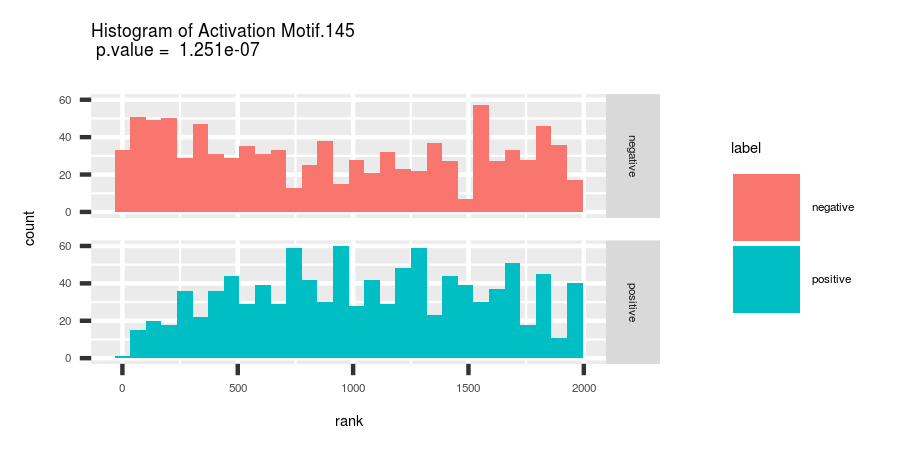 Histogram of Activation Motif.145
p.value = 1.251e-07
count
60
40
20
0
negative
60
40
20
0
positive
0 500 1000 1500 2000
rank
label
negative
positive